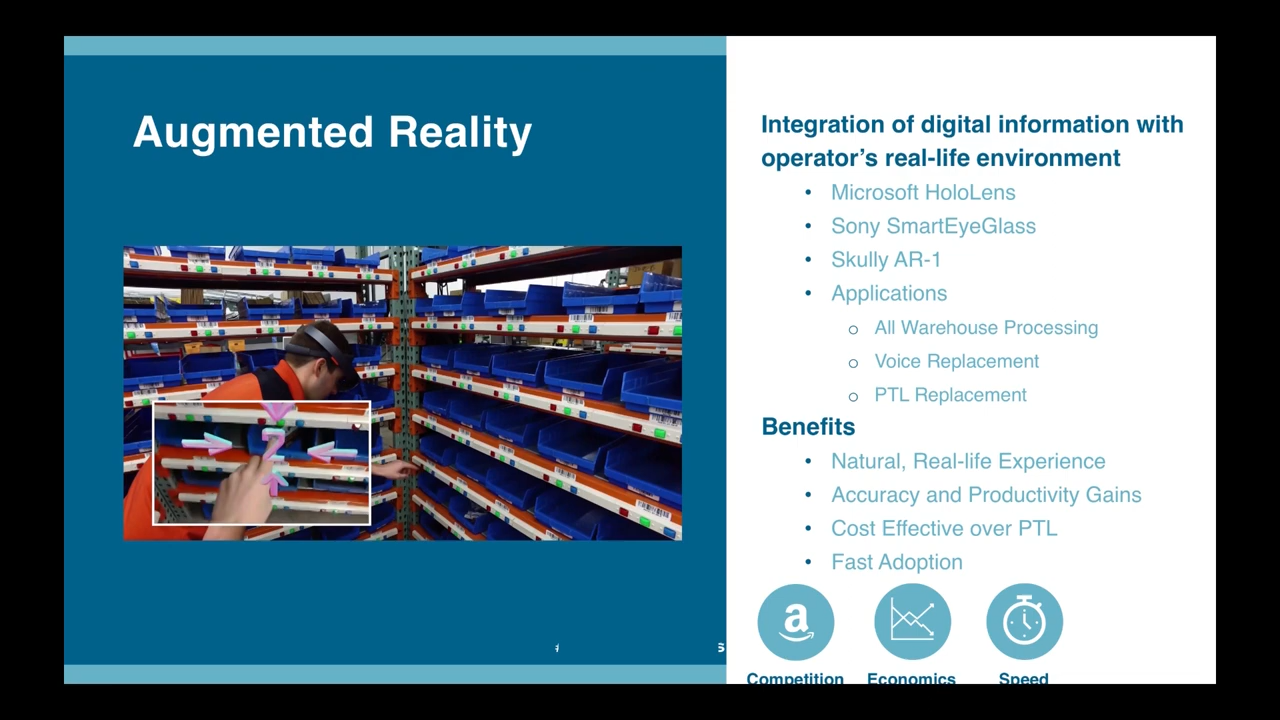 Augmented Reality
Integration of digital information with
operator’s real-life environment
• Microsoft HoloLens
• Sony SmartEyeGlass
• Skully AR-1
• Applications
o All Warehouse Processing
o Voice Replacement
o PTL Replacement
Benefits
• Natural, Real-life Experience
• Accuracy and Productivity Gains
• Cost Effective over PTL
• Fast Adoption
a
Competition Economics Speed